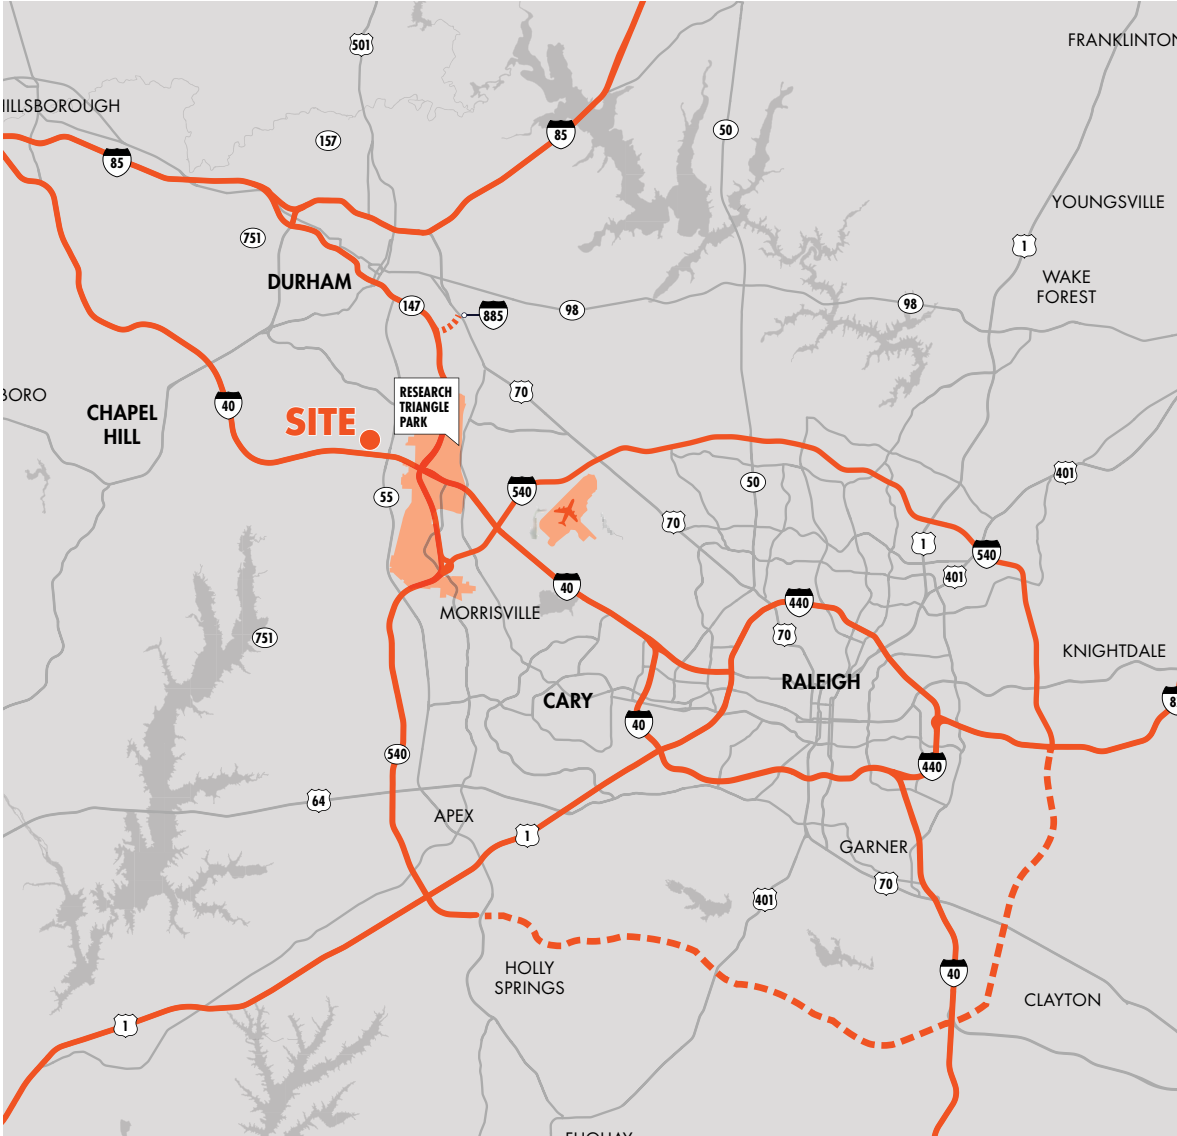 FRANKLINTON
501
ILLSBOROUGH
157
85
50
85
YOUNGSVILLE
751
1
DURHAM
WAKE
FOREST
147
885
98
98
70
BORO
40
CHAPEL
HILL
RESEARCH
TRIANGLE
PARK
SITE
55
540
50
401
70
1
540
401
40
440
MORRISVILLE
751
70
KNIGHTDALE
RALEIGH
CARY
8
40
540
440
64
APEX
1
GARNER
70
401
HOLLY
SPRINGS
40
CLAYTON
1